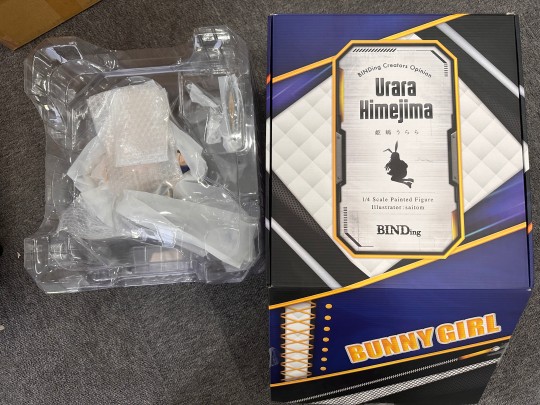 BINDing Creators Opinion
Urara
Himejima
姫嶋うらら
1/4 Scale Painted Figure
Illustrator:saitom
BINDing
BUNNY GIRL